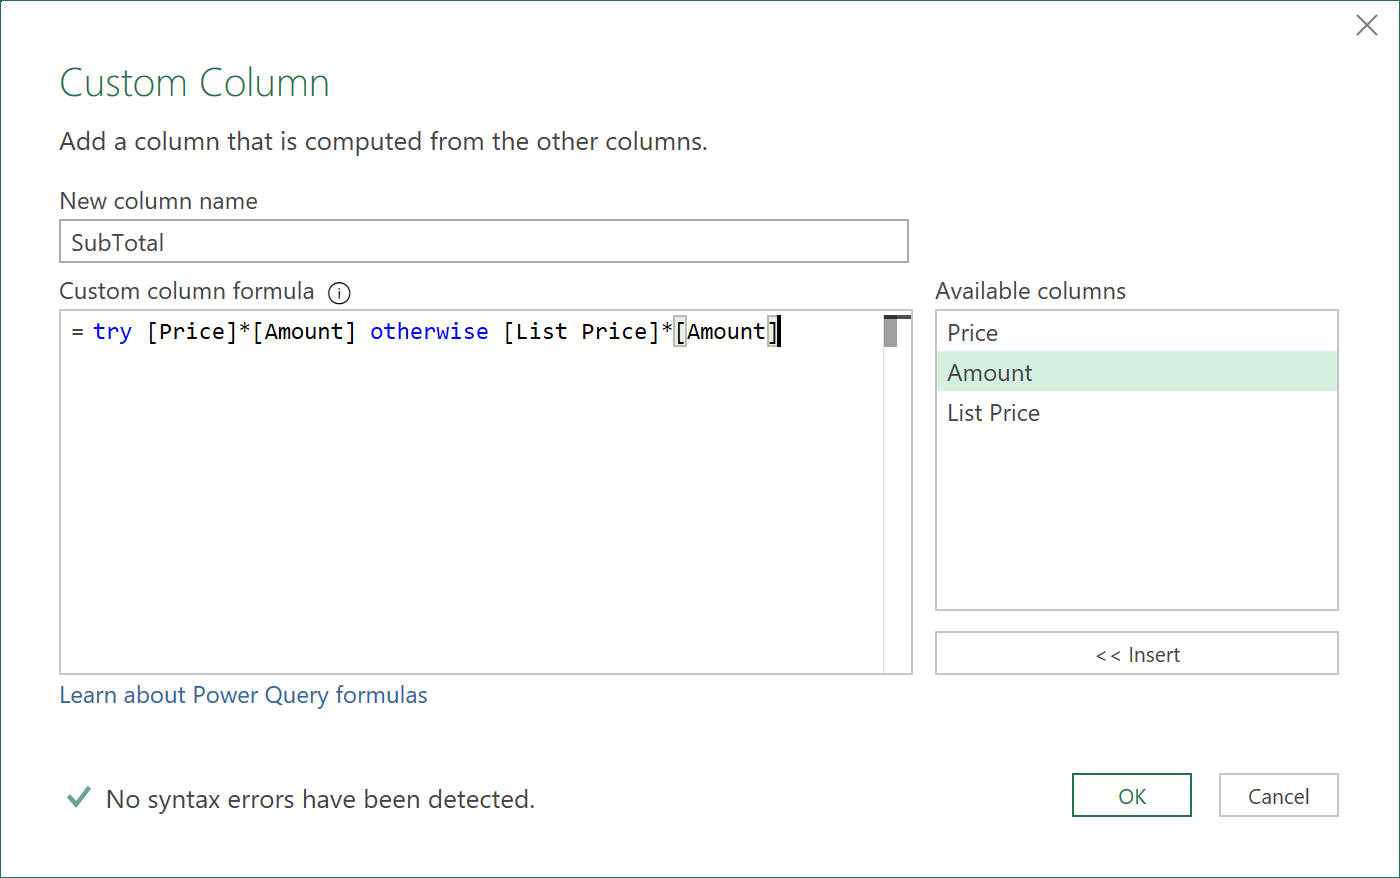 Custom Column
Add a column that is computed from the other columns.
New column name
SubTotal
Custom column formula
= try [Price]*[Amount] otherwise [List Price]*[Amount]
Available columns
Price
Amount
List Price
<< Insert
Learn about Power Query formulas
No syntax errors have been detected.
OK
Cancel